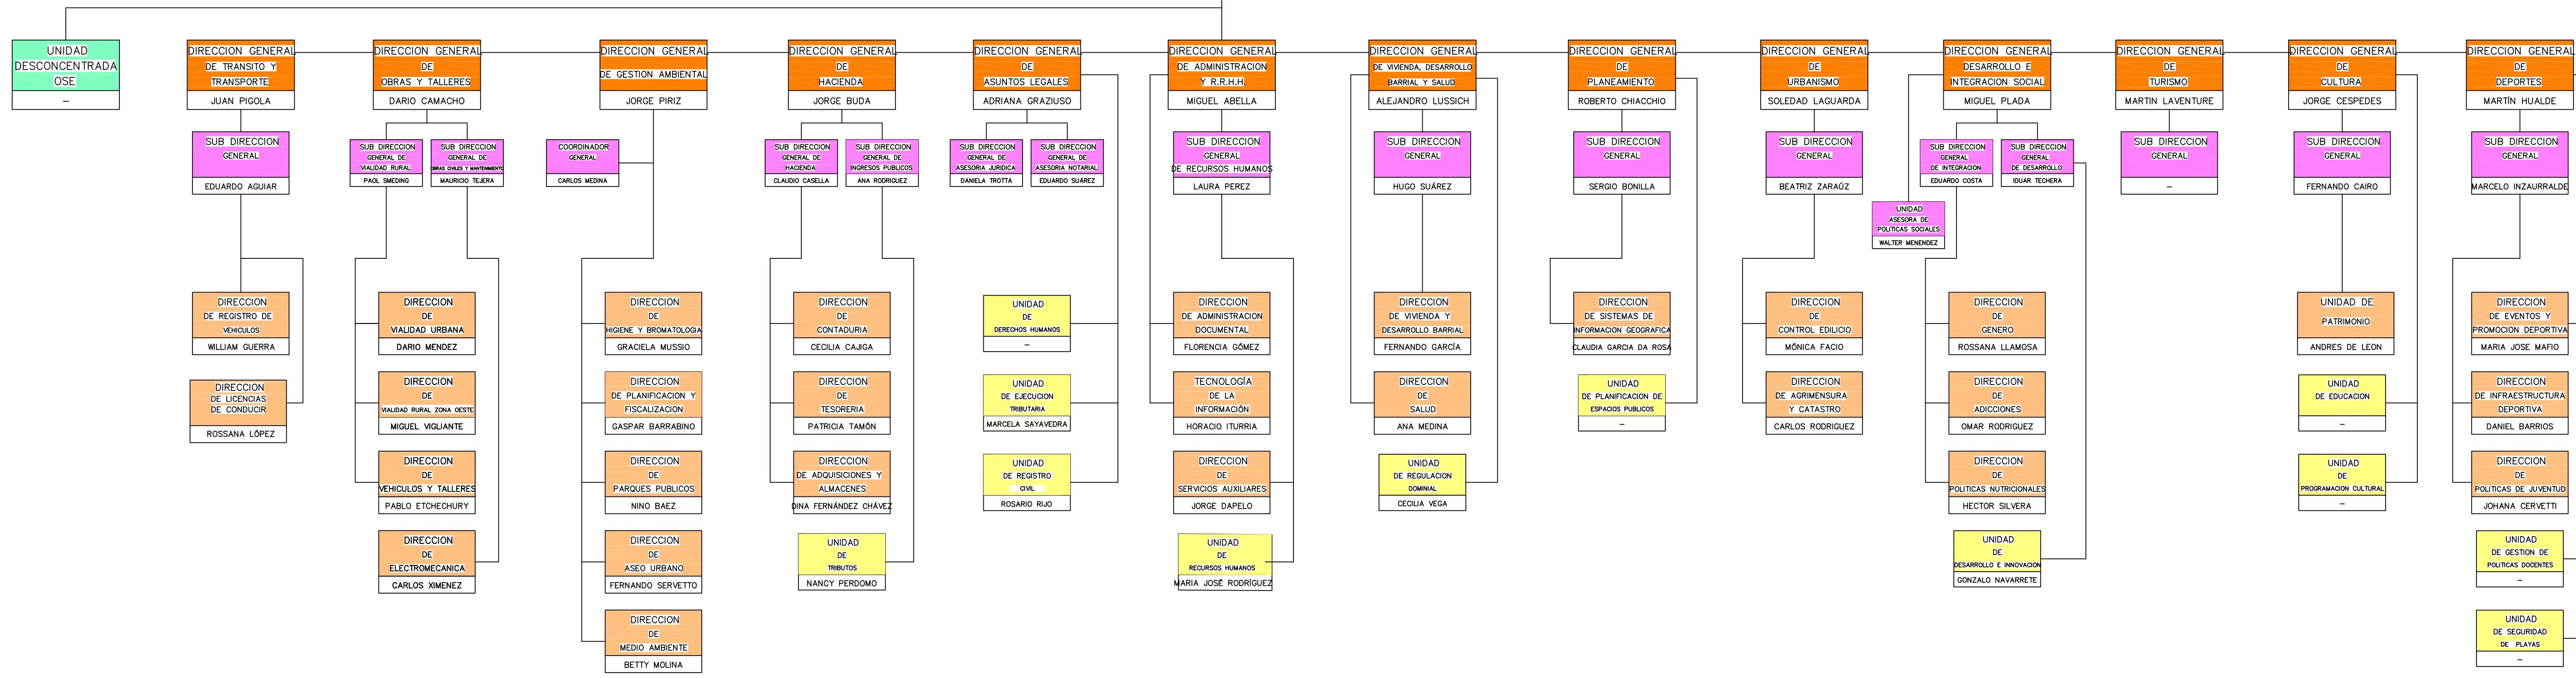 UNIDAD
DESCONCENTRADA
OSE
–
DIRECCION GENERAL
DE TRANSITO Y
TRANSPORTE
JUAN PIGOLA
SUB DIRECCION
GENERAL
EDUARDO AGUIAR
DIRECCION
DE REGISTRO DE
VEHICULOS
WILLIAM GUERRA
DIRECCION
DE LICENCIAS
DE CONDUCIR
ROSSANA LÓPEZ
DIRECCION GENERAL
DE
OBRAS Y TALLERES
DARIO CAMACHO
SUB DIRECCION
GENERAL DE
VIALIDAD RURAL
PAOL SMEDING
SUB DIRECCION
GENERAL DE
OBRAS CIVILES Y MANTENIMIENTO
MAURICIO TEJERA
DIRECCION
DE
VIALIDAD URBANA
DARIO MENDEZ
DIRECCION
DE
VIALIDAD RURAL ZONA OESTE
MIGUEL VIGLIANTE
DIRECCION
DE
VEHICULOS Y TALLERES
PABLO ETCHECHURY
DIRECCION
DE
ELECTROMECANICA
CARLOS XIMENEZ
DIRECCION GENERAL
DE GESTION AMBIENTAL
JORGE PIRIZ
COORDINADOR
GENERAL
CARLOS MEDINA
DIRECCION
DE
HIGIENE Y BROMATOLOGIA
GRACIELA MUSSIO
DIRECCION
DE PLANIFICACION Y
FISCALIZACION
GASPAR BARRABINO
DIRECCION
DE
PARQUES PUBLICOS
NINO BAEZ
DIRECCION
DE
ASEO URBANO
FERNANDO SERVETTO
DIRECCION
DE
MEDIO AMBIENTE
BETTY MOLINA
DIRECCION GENERAL
DE
HACIENDA
JORGE BUDA
SUB DIRECCION
GENERAL DE
HACIENDA
CLAUDIO CASELLA
SUB DIRECCION
GENERAL DE
INGRESOS PUBLICOS
ANA RODRIGUEZ
DIRECCION
DE
CONTADURIA
CECILIA CAJIGA
DIRECCION
DE
TESORERIA
PATRICIA TAMÓN
DIRECCION
DE ADQUISICIONES Y
ALMACENES
DINA FERNÁNDEZ CHÁVEZ
UNIDAD
DE
TRIBUTOS
NANCY PERDOMO
DIRECCION GENERAL
DE
ASUNTOS LEGALES
ADRIANA GRAZIUSO
SUB DIRECCION
GENERAL DE
ASESORIA JURIDICA
DANIELA TROTTA
SUB DIRECCION
GENERAL DE
ASESORIA NOTARIAL
EDUARDO SUÁREZ
UNIDAD
DE
DERECHOS HUMANOS
–
UNIDAD
DE EJECUCION
TRIBUTARIA
MARCELA SAYAVEDRA
UNIDAD
DE REGISTRO
CIVIL
ROSARIO RIJO
DIRECCION GENERAL
DE ADMINISTRACION
Y R.R.H.H.
MIGUEL ABELLA
SUB DIRECCION
GENERAL
DE RECURSOS HUMANOS
LAURA PEREZ
DIRECCION
DE ADMINISTRACION
DOCUMENTAL
FLORENCIA GÓMEZ
TECNOLOGÍA
DE LA
INFORMACIÓN
HORACIO ITURRIA
DIRECCION
DE
SERVICIOS AUXILIARES
JORGE DAPELO
UNIDAD
DE
RECURSOS HUMANOS
MARIA JOSÉ RODRÍGUEZ
DIRECCION GENERAL
DE VIVIENDA, DESARROLLO
BARRIAL Y SALUD
ALEJANDRO LUSSICH
SUB DIRECCION
GENERAL
HUGO SUÁREZ
DIRECCION
DE VIVIENDA Y
DESARROLLO BARRIAL
FERNANDO GARCÍA
DIRECCION
DE
SALUD
ANA MEDINA
UNIDAD
DE REGULACION
DOMINIAL
CECILIA VEGA
DIRECCION GENERAL
DE
PLANEAMIENTO
ROBERTO CHIACCHIO
SUB DIRECCION
GENERAL
SERGIO BONILLA
DIRECCION
DE SISTEMAS DE
INFORMACION GEOGRAFICA
CLAUDIA GARCIA DA ROSA
UNIDAD
DE PLANIFICACION DE
ESPACIOS PUBLICOS
–
DIRECCION GENERAL
DE
URBANISMO
SOLEDAD LAGUARDA
SUB DIRECCION
GENERAL
BEATRIZ ZARAÚZ
DIRECCION
DE
CONTROL EDILICIO
MÓNICA FACIO
DIRECCION
DE AGRIMENSURA
Y CATASTRO
CARLOS RODRIGUEZ
DIRECCION GENERAL
DESARROLLO E
INTEGRACION SOCIAL
MIGUEL PLADA
SUB DIRECCION
GENERAL
DE INTEGRACION
EDUARDO COSTA
SUB DIRECCION
GENERAL
DE DESARROLLO
IDUAR TECHERA
UNIDAD
ASESORA DE
POLITICAS SOCIALES
WALTER MENENDEZ
DIRECCION
DE
GENERO
ROSSANA LLAMOSA
DIRECCION
DE
ADICCIONES
OMAR RODRIGUEZ
DIRECCION
DE
POLITICAS NUTRICIONALES
HECTOR SILVERA
UNIDAD
DE
DESARROLLO E INNOVACION
GONZALO NAVARRETE
DIRECCION GENERAL
DE
TURISMO
MARTIN LAVENTURE
SUB DIRECCION
GENERAL
–
DIRECCION GENERAL
DE
CULTURA
JORGE CESPEDES
SUB DIRECCION
GENERAL
FERNANDO CAIRO
UNIDAD DE
PATRIMONIO
ANDRES DE LEON
UNIDAD
DE EDUCACION
–
UNIDAD
DE
PROGRAMACION CULTURAL
–
DIRECCION GENERAL
DE
DEPORTES
MARTÍN HUALDE
SUB DIRECCION
GENERAL
MARCELO INZAURRALDE
DIRECCION
DE EVENTOS Y
PROMOCION DEPORTIVA
MARIA JOSE MAFIO
DIRECCION
DE INFRAESTRUCTURA
DEPORTIVA
DANIEL BARRIOS
DIRECCION
DE
POLITICAS DE JUVENTUD
JOHANA CERVETTI
UNIDAD
DE GESTION DE
POLITICAS DOCENTES
–
UNIDAD
DE SEGURIDAD
DE PLAYAS
–